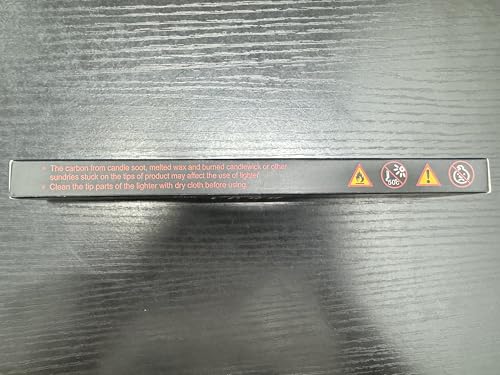 The carbon from candle soot, melted wax and burned candlewick or other
sundries stuck on the tips of product may affect the use of lighter.
Clean the tip parts of the lighter with dry cloth before using